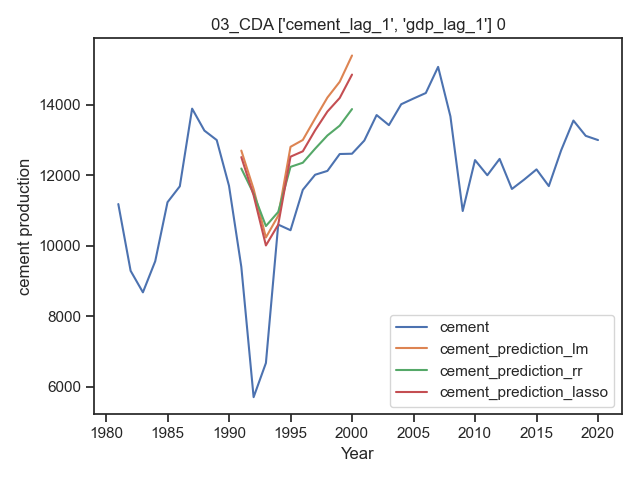 03_CDA ['cement_lag_1', 'gdp_lag_1'] 0
cement production
14000
12000
10000
8000
6000
1980 1985 1990 1995 2000 2005 2010 2015 2020
Year
cement
cement_prediction_lm
cement_prediction_rr
cement_prediction_lasso